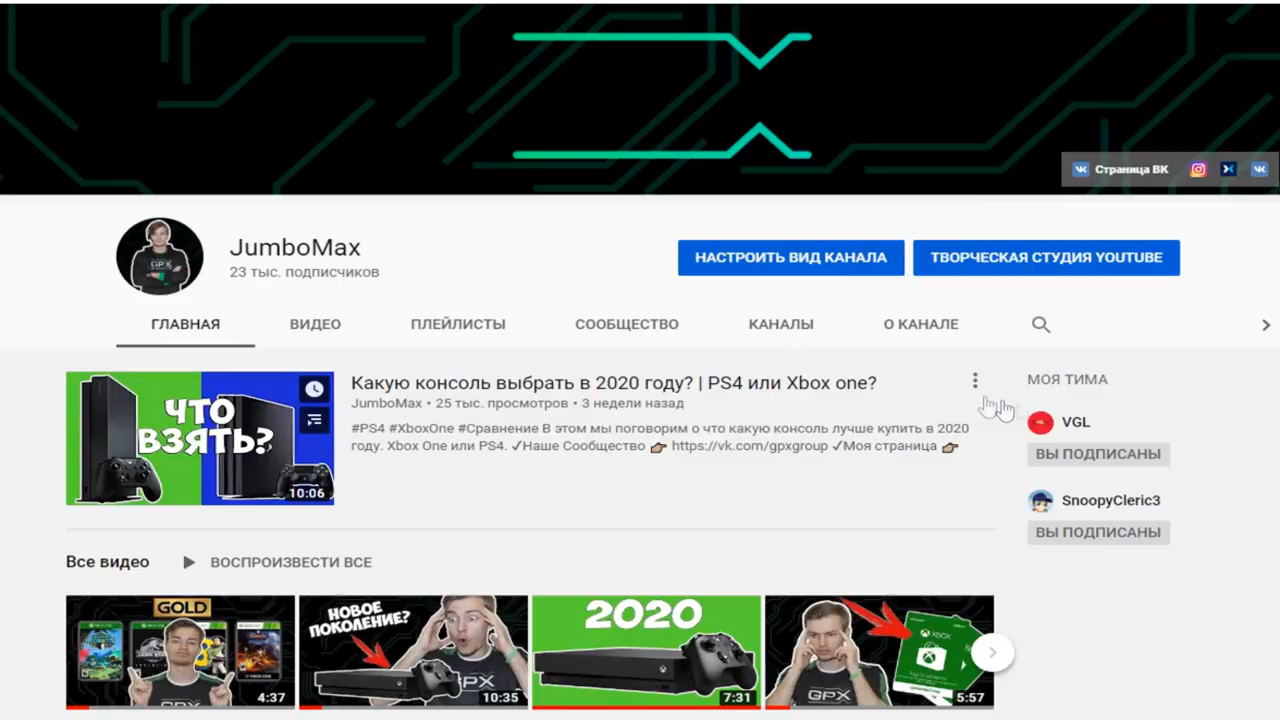 Страница ВК
JumboMax
23 тыс. подписчиков
НАСТРОИТЬ ВИД КАНАЛА
ТВОРЧЕСКАЯ СТУДИЯ YOUTUBE
ГЛАВНАЯ
ВИДЕО
ПЛЕЙЛИСТЫ
СООБЩЕСТВО
КАНАЛЫ
О КАНАЛЕ
ЧТО
ВЗЯТЬ?
10:06
Какую консоль выбрать в 2020 году? | PS4 или Xbox one?
JumboMax • 25 тыс. просмотров • 3 недели назад
#PS4 #XboxOne #Сравнение В этом мы поговорим о что какую консоль лучше купить в 2020
году. Xbox One или PS4. ✓Наше Сообщество 👉 https://vk.com/gpxgroup ✓Моя страница 👉
МОЯ ТИМА
VGL
ВЫ ПОДПИСАНЫ
SnoopyCleric3
ВЫ ПОДПИСАНЫ
Все видео
ВОСПРОИЗВЕСТИ ВСЕ
GOLD
4:37
НОВОЕ
ПОКОЛЕНИЕ?
GPX
10:35
2020
7:31
XBOX
GPX
5:57